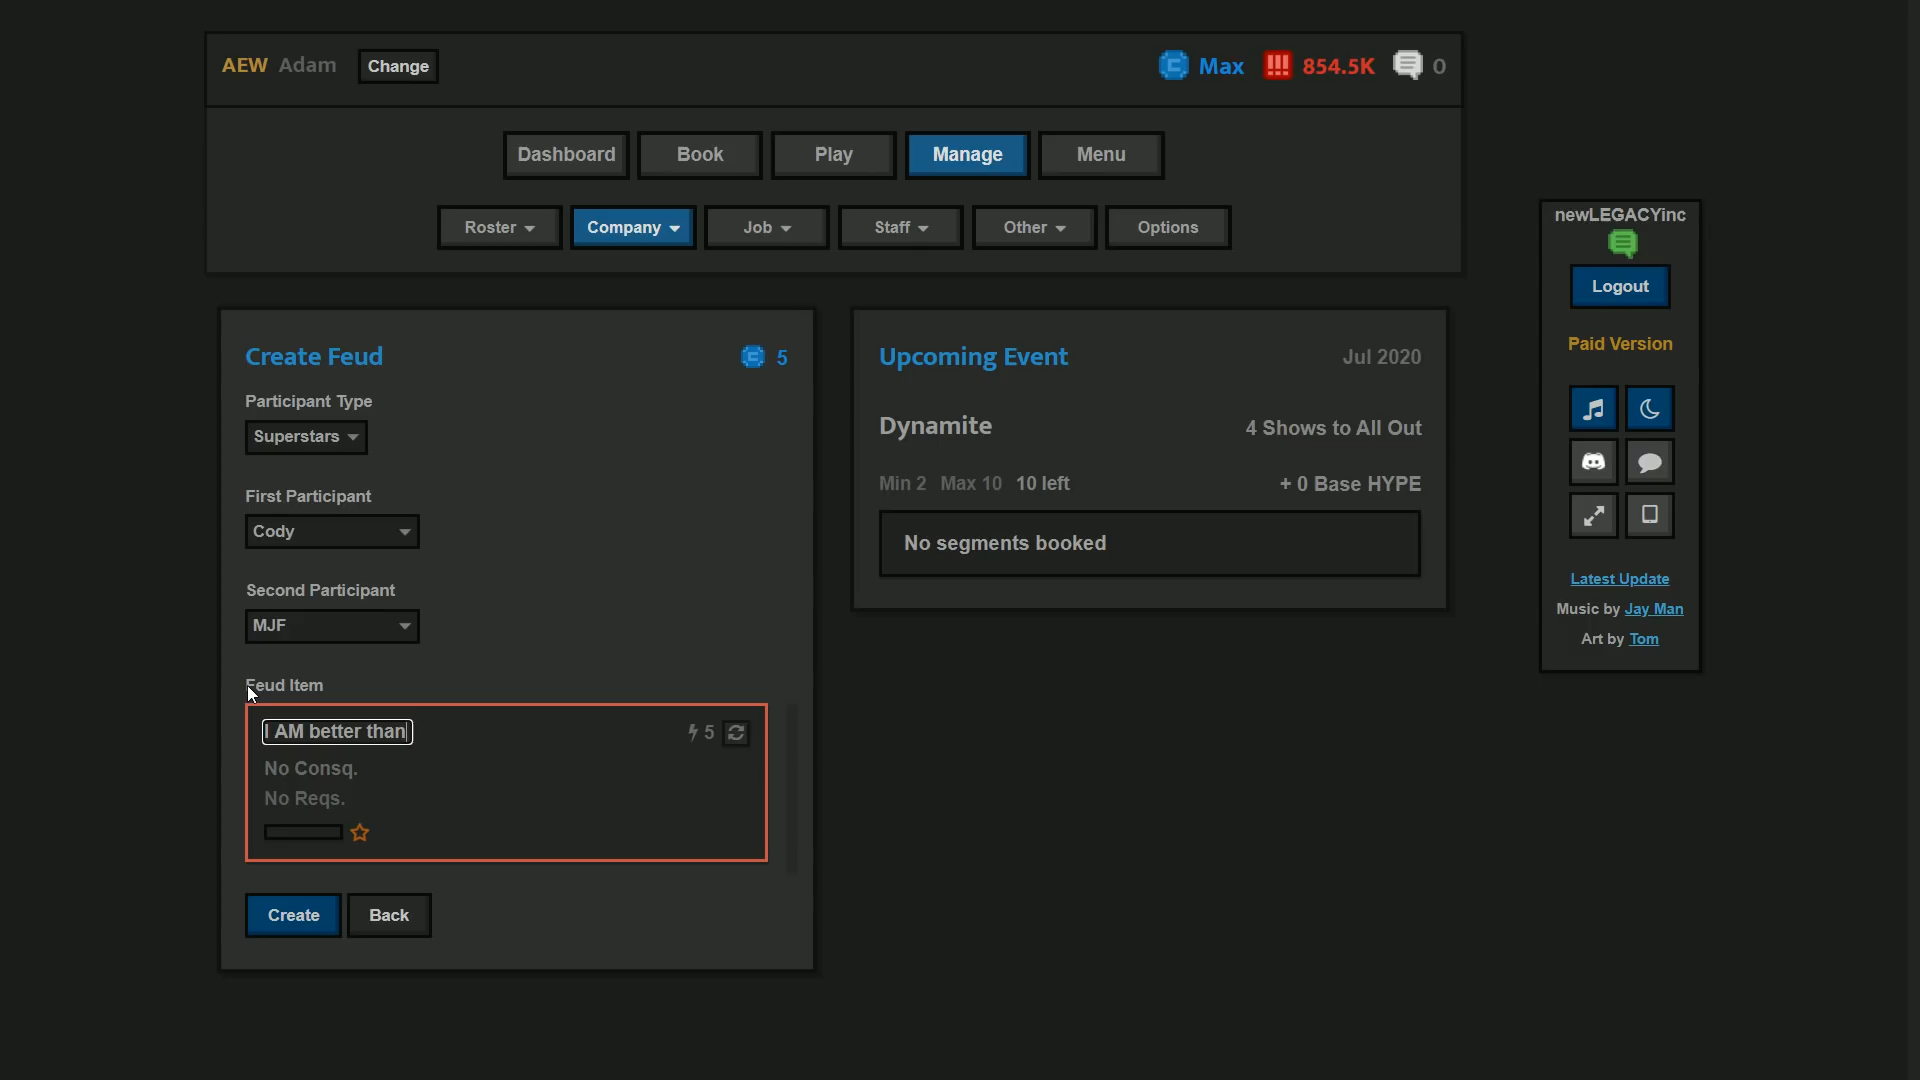 AEW Adam Change Max 854.5K 0
Dashboard Book Play Manage Menu
Roster Company Job Staff Other Options
newLEGACYinc
Logout
Paid Version
Latest Update
Music by Jay Man
Art by Tom
Create Feud 5
Participant Type
Superstars
First Participant
Cody
Second Participant
MJF
Feud Item
I AM better than 5
No Consq.
No Reqs.
Create Back
Upcoming Event Jul 2020
Dynamite 4 Shows to All Out
Min 2 Max 10 10 left + 0 Base HYPE
No segments booked